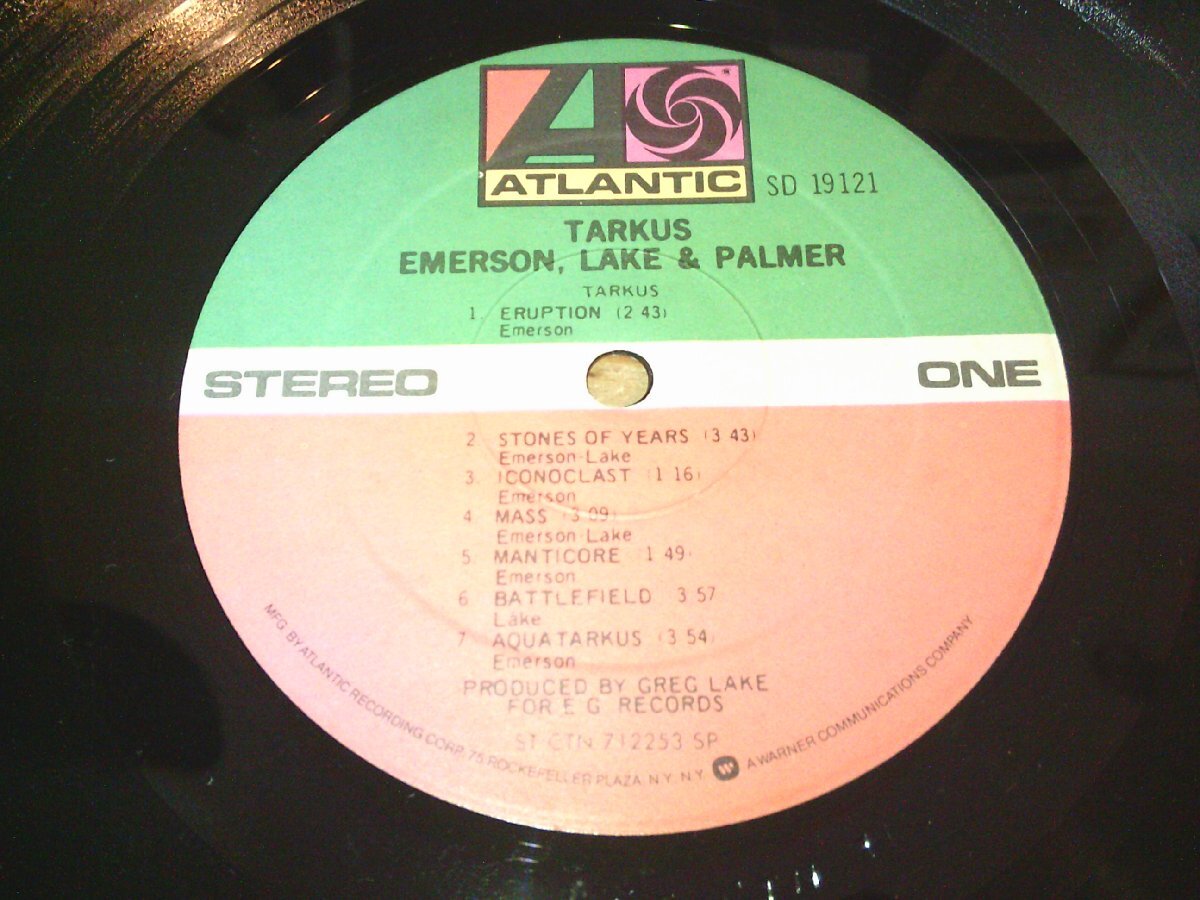 ATLANTIC
SD 19121
TARKUS
EMERSON, LAKE & PALMER
TARKUS
1. ERUPTION (2 43)
Emerson
STEREO
ONE
2. STONES OF YEARS (3 43)
Emerson-Lake
3. ICONOCLAST (1 16)
Emerson
4. MASS (3 09)
Emerson-Lake
5. MANTICORE 1 49
Emerson
6 BATTLEFIELD 3 57
Lake
7 AQUATARKUS (3 54)
Emerson
PRODUCED BY GREG LAKE
FOR E G RECORDS
ST CTN 712253 SP
MFG. BY ATLANTIC RECORDING CORP. 75 ROCKEFELLER PLAZA N.Y. N.Y. W A WARNER COMMUNICATIONS COMPANY